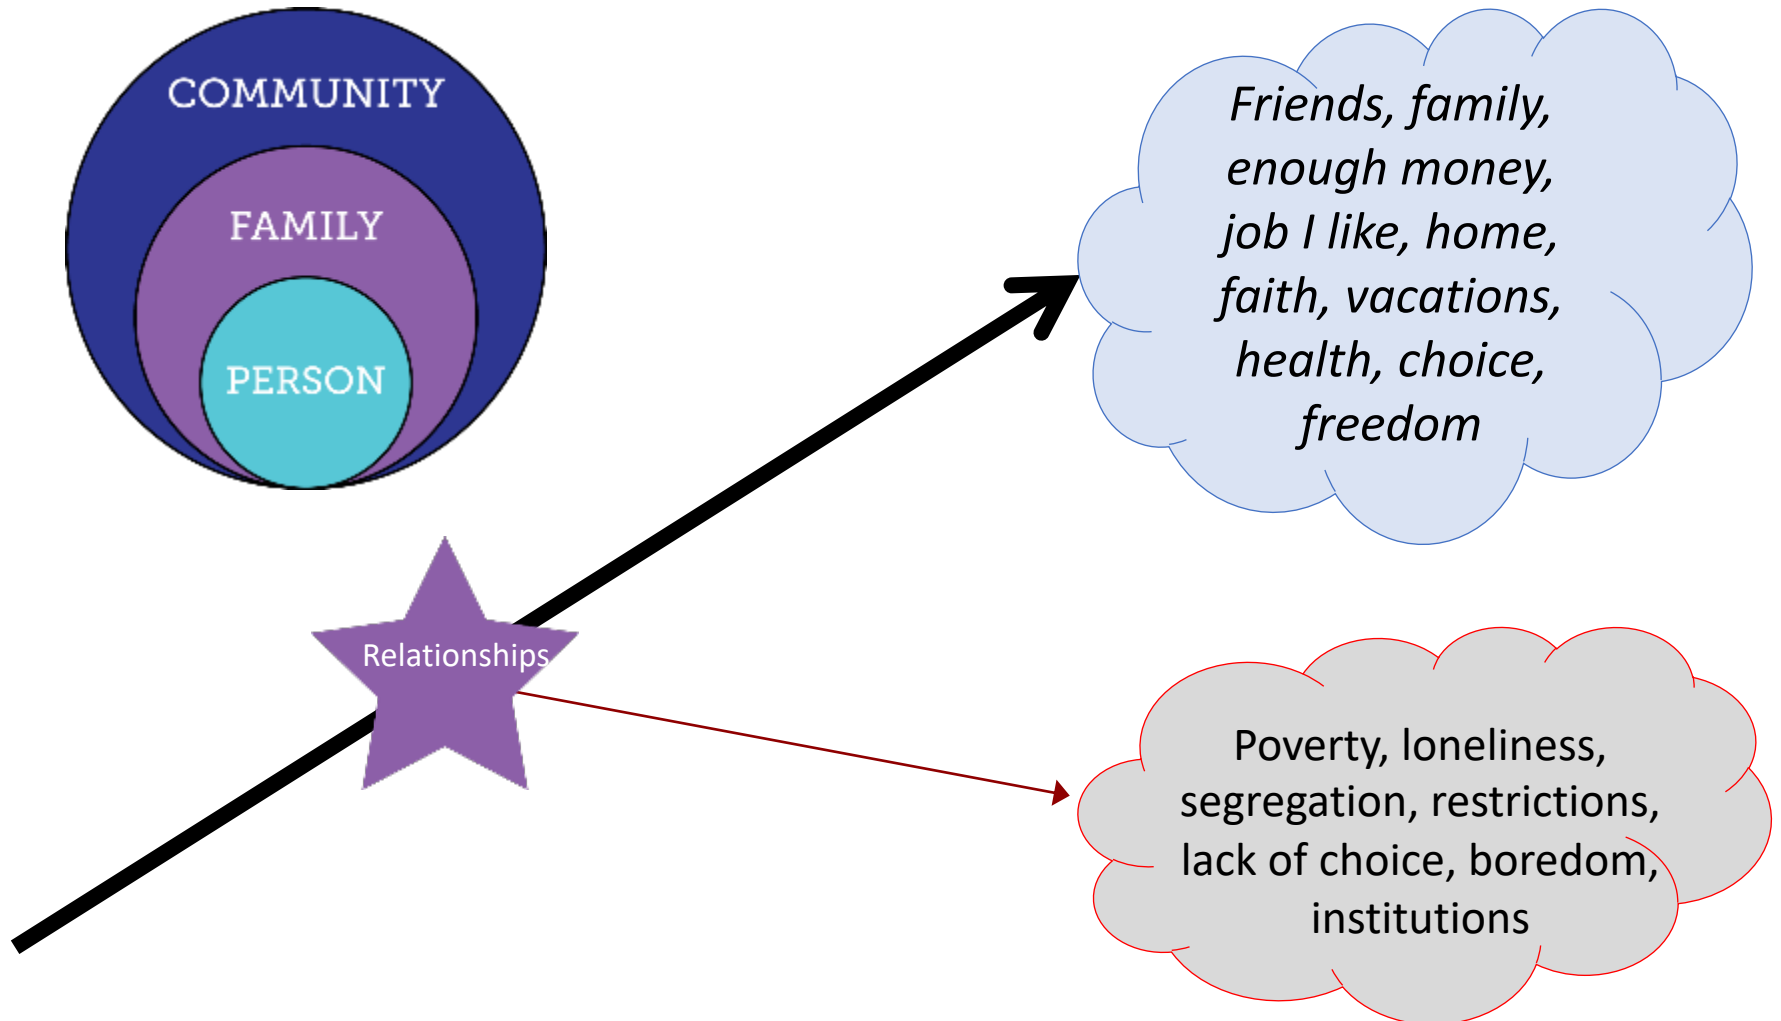 COMMUNITY
FAMILY
PERSON
Friends, family,
enough money,
job I like, home,
faith, vacations,
health, choice,
freedom
Relationships
Poverty, loneliness,
segregation, restrictions,
lack of choice, boredom,
institutions